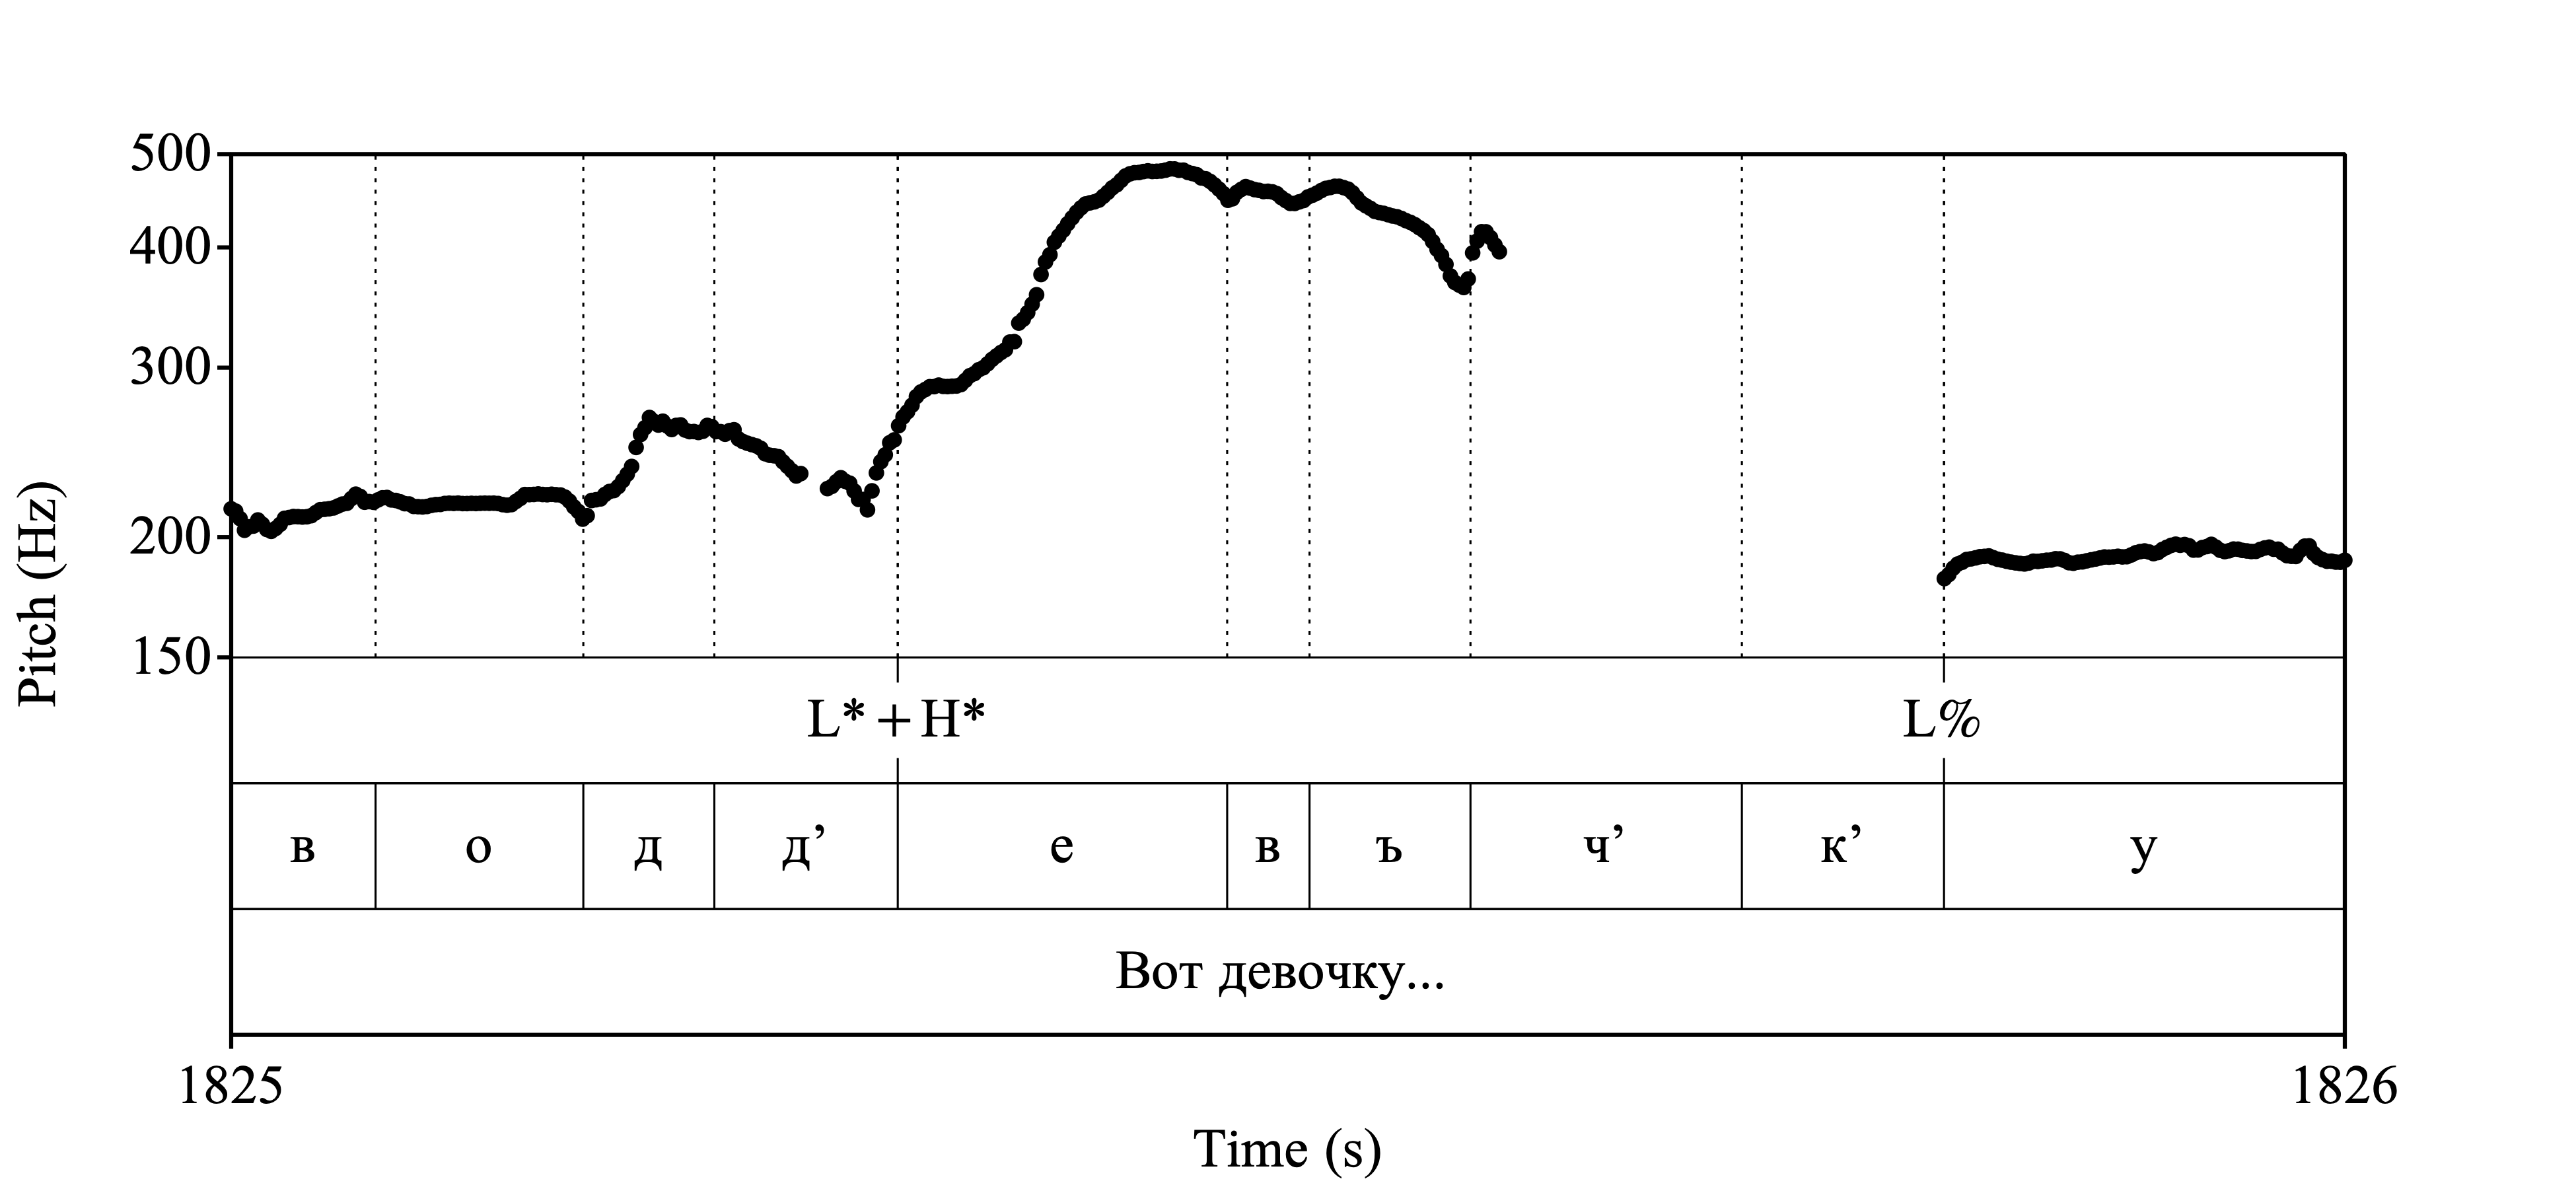 500
400
300
200
150
Pitch (Hz)
L* + H* L%
в о д д’ е в ъ ч’ к’ у
Вот девочку...
1825 1826
Time (s)